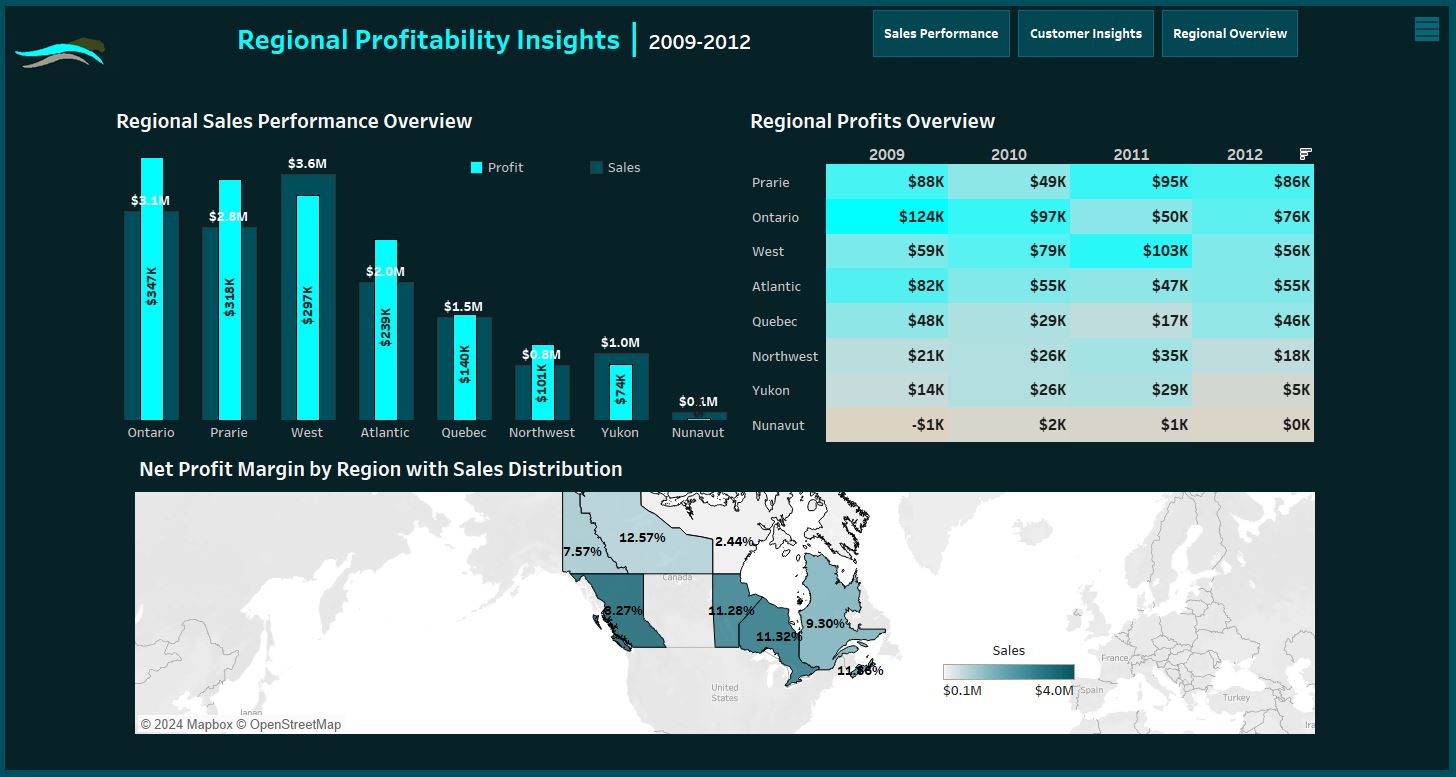 Regional Profitability Insights | 2009-2012
Sales Performance
Customer Insights
Regional Overview
Regional Sales Performance Overview
Profit
Sales
$3.1M
$2.8M
$3.6M
$2.0M
$1.5M
$0.8M
$1.0M
$347K
$318K
$297K
$239K
$140K
$101K
$74K
Ontario
Prarie
West
Atlantic
Quebec
Northwest
Yukon
Nunavut
Regional Profits Overview
2009 2010 2011 2012
Prarie $88K $49K $95K $86K
Ontario $124K $97K $50K $76K
West $59K $79K $103K $56K
Atlantic $82K $55K $47K $55K
Quebec $48K $29K $17K $46K
Northwest $21K $26K $35K $18K
Yukon $14K $26K $29K $5K
Nunavut -$1K $2K $1K $0K
Net Profit Margin by Region with Sales Distribution
7.57%
12.57%
2.44%
Canada
8.27%
11.28%
11.32%
9.30%
United
States
France
Spain
Turkey
Sales
$0.1M
$4.0M
© 2024 Mapbox © OpenStreetMap